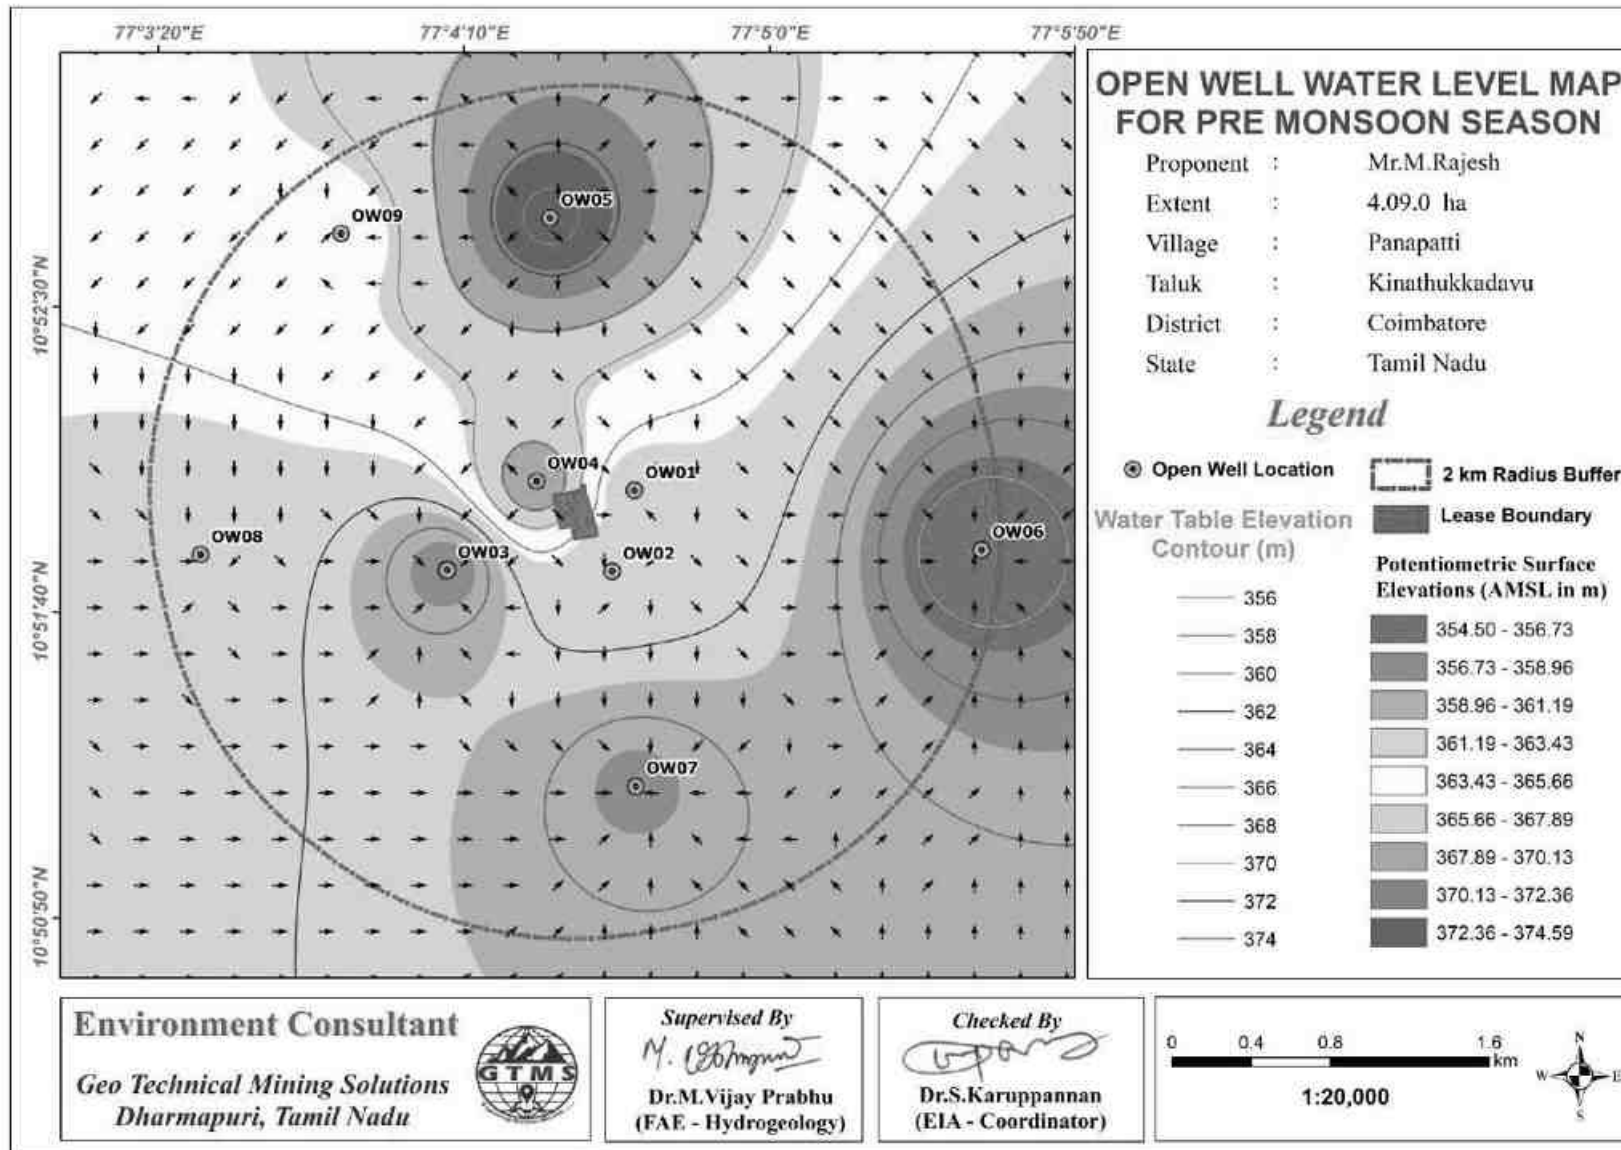 77°3'20"E 77°4'10"E 77°5'0"E 77°5'50"E
10°52'30"N
10°51'40"N
10°50'50"N
OW05
OW09
OW04
OW01
OW08
OW03
OW02
OW06
OW07
OPEN WELL WATER LEVEL MAP
FOR PRE MONSOON SEASON
Proponent : Mr.M.Rajesh
Extent : 4.09.0 ha
Village : Panapatti
Taluk : Kinathukkadavu
District : Coimbatore
State : Tamil Nadu
Legend
Open Well Location
2 km Radius Buffer
Lease Boundary
Water Table Elevation
Contour (m)
356
358
360
362
364
366
368
370
372
374
Potentiometric Surface
Elevations (AMSL in m)
354.50 - 356.73
356.73 - 358.96
358.96 - 361.19
361.19 - 363.43
363.43 - 365.66
365.66 - 367.89
367.89 - 370.13
370.13 - 372.36
372.36 - 374.59
Environment Consultant
Geo Technical Mining Solutions
Dharmapuri, Tamil Nadu
GTMS
Supervised By
Dr.M.Vijay Prabhu
(FAE - Hydrogeology)
Checked By
Dr.S.Karuppannan
(EIA - Coordinator)
0 0.4 0.8 1.6
km
1:20,000
N
W E
S